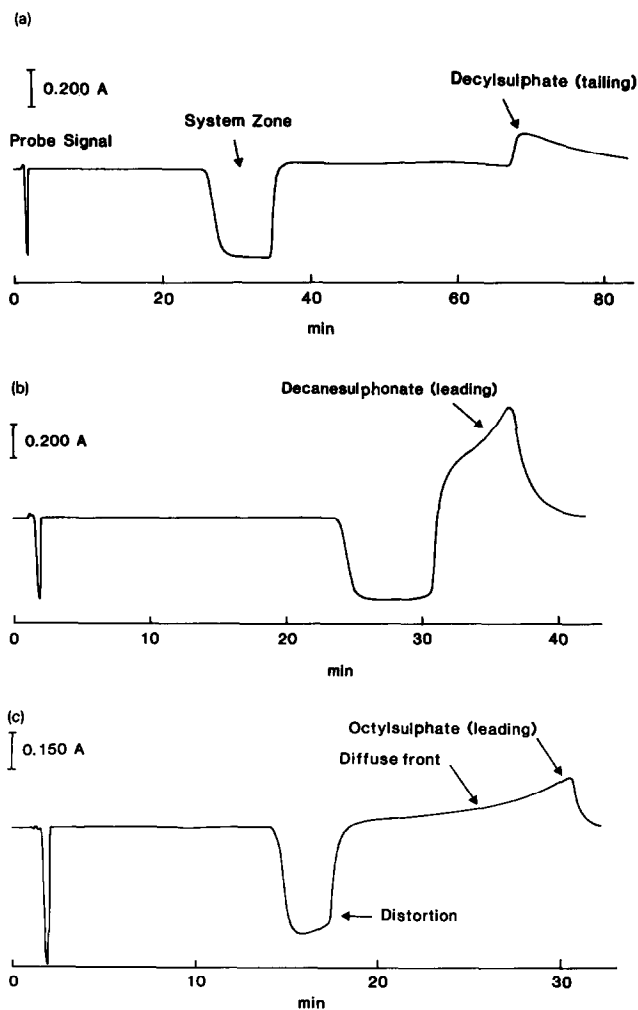 (a)
0.200 A
Decylsulphate (tailing)
System Zone
Probe Signal
0 20 40 60 80
min
(b)
Decanesulphonate (leading)
0.200 A
0 10 20 30 40
min
(c)
Octylsulphate (leading)
0.150 A
Diffuse front
Distortion
0 10 20 30
min